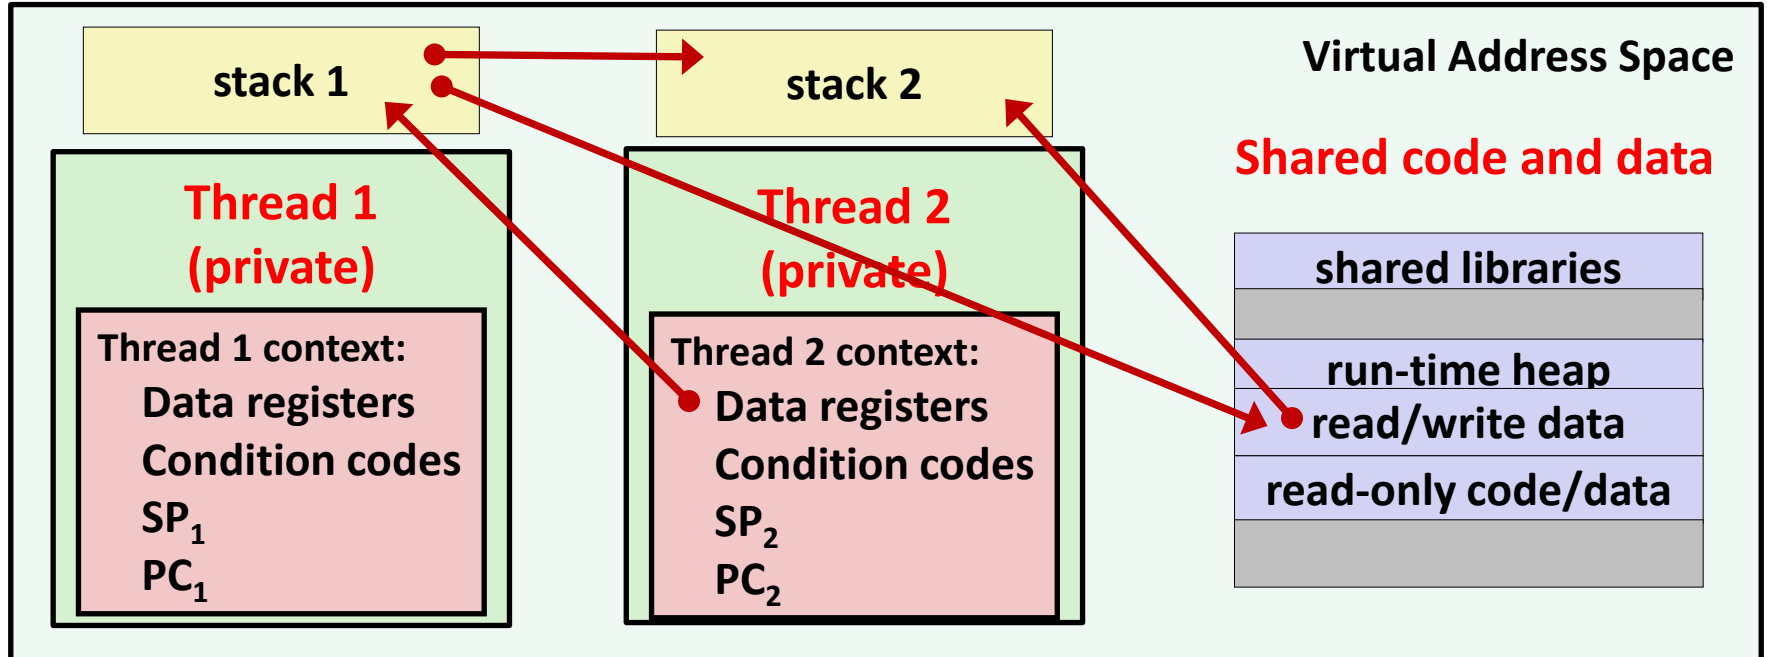 stack 1
stack 2
Virtual Address Space
Shared code and data
Thread 1
(private)
Thread 1 context:
Data registers
Condition codes
SP₁
PC₁
Thread 2
(private)
Thread 2 context:
Data registers
Condition codes
SP₂
PC₂
shared libraries
run-time heap
read/write data
read-only code/data